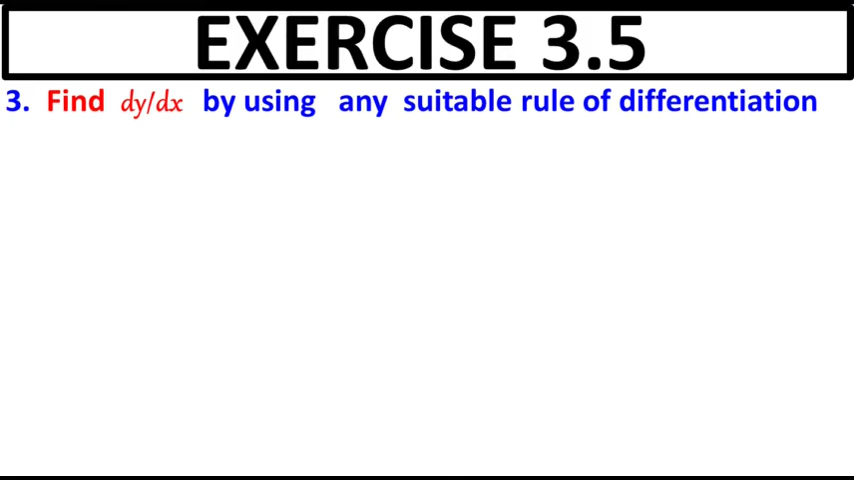 EXERCISE 3.5
3. Find dy/dx by using any suitable rule of differentiation